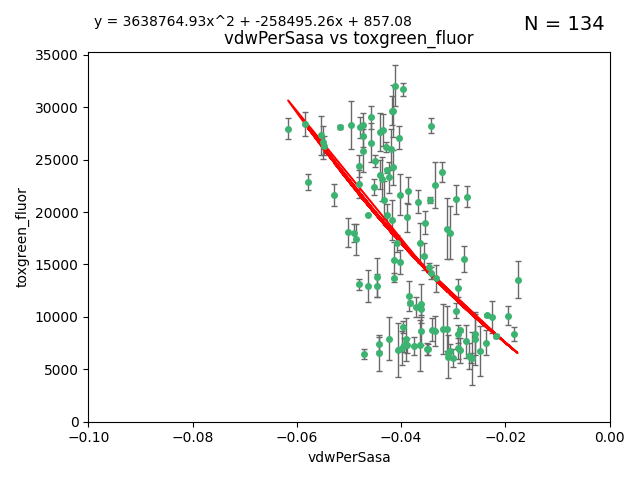 y = 3638764.93x^2 + -258495.26x + 857.08
N = 134
vdwPerSasa vs toxgreen_fluor
35000
30000
25000
20000
15000
10000
5000
0
toxgreen_fluor
−0.10 −0.08 −0.06 −0.04 −0.02 0.00
vdwPerSasa